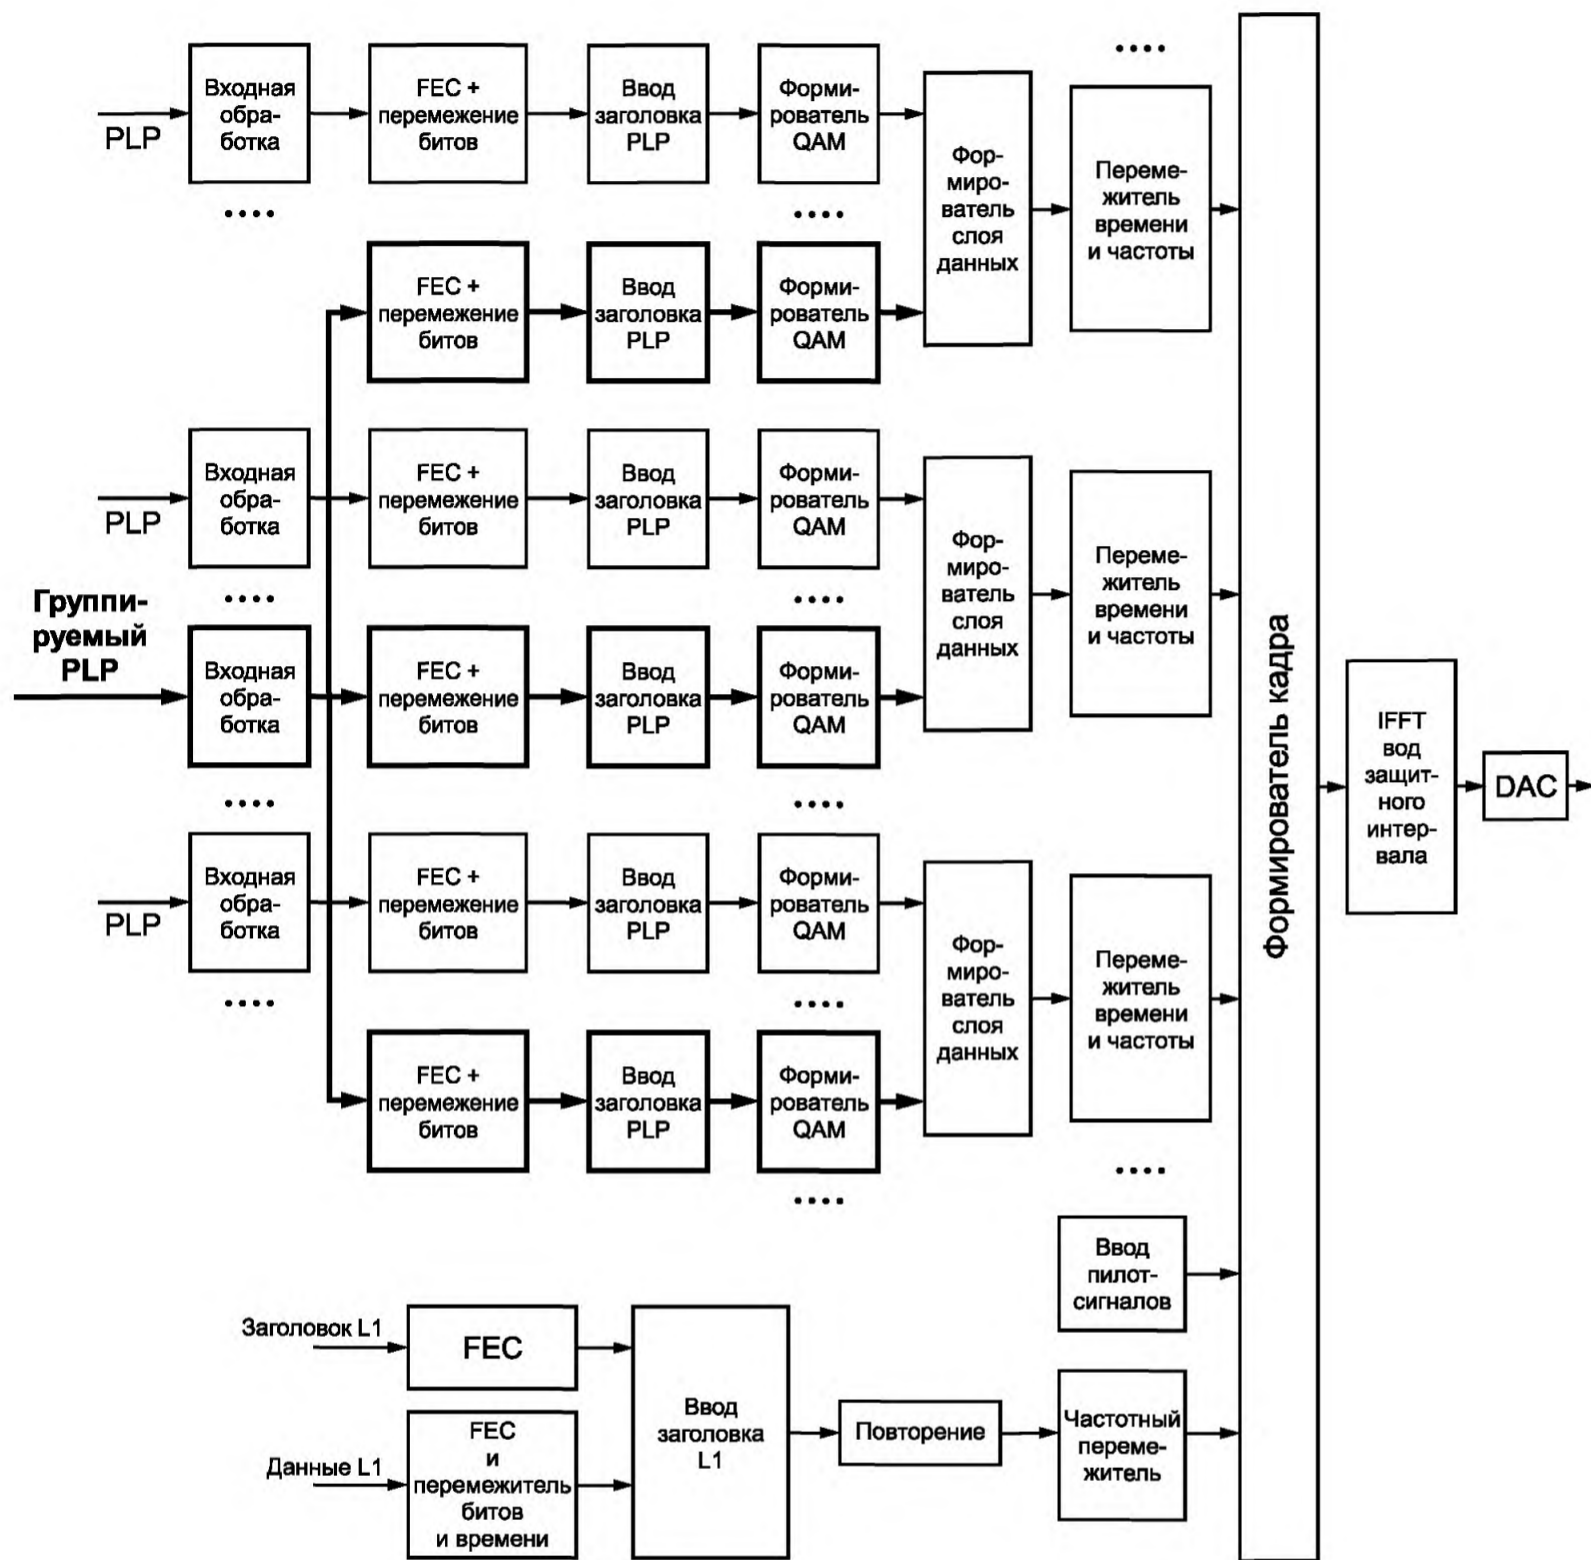 PLP
Входная
обра-
ботка
FEC +
перемежение
битов
Ввод
заголовка
PLP
Форми-
рователь
QAM
Фор-
миро-
ватель
слоя
данных
Переме-
житель
времени
и частоты
FEC +
перемежение
битов
Ввод
заголовка
PLP
Форми-
рователь
QAM
PLP
Входная
обра-
ботка
FEC +
перемежение
битов
Ввод
заголовка
PLP
Форми-
рователь
QAM
Фор-
миро-
ватель
слоя
данных
Переме-
житель
времени
и частоты
Группи-
руемый
PLP
Входная
обра-
ботка
FEC +
перемежение
битов
Ввод
заголовка
PLP
Форми-
рователь
QAM
PLP
Входная
обра-
ботка
FEC +
перемежение
битов
Ввод
заголовка
PLP
Форми-
рователь
QAM
Фор-
миро-
ватель
слоя
данных
Переме-
житель
времени
и частоты
FEC +
перемежение
битов
Ввод
заголовка
PLP
Форми-
рователь
QAM
Ввод
пилот-
сигналов
Заголовок L1
FEC
Данные L1
FEC
и
перемежитель
битов
и времени
Ввод
заголовка
L1
Повторение
Частотный
переме-
житель
Формирователь кадра
IFFT
вод
защит-
ного
интер-
вала
DAC